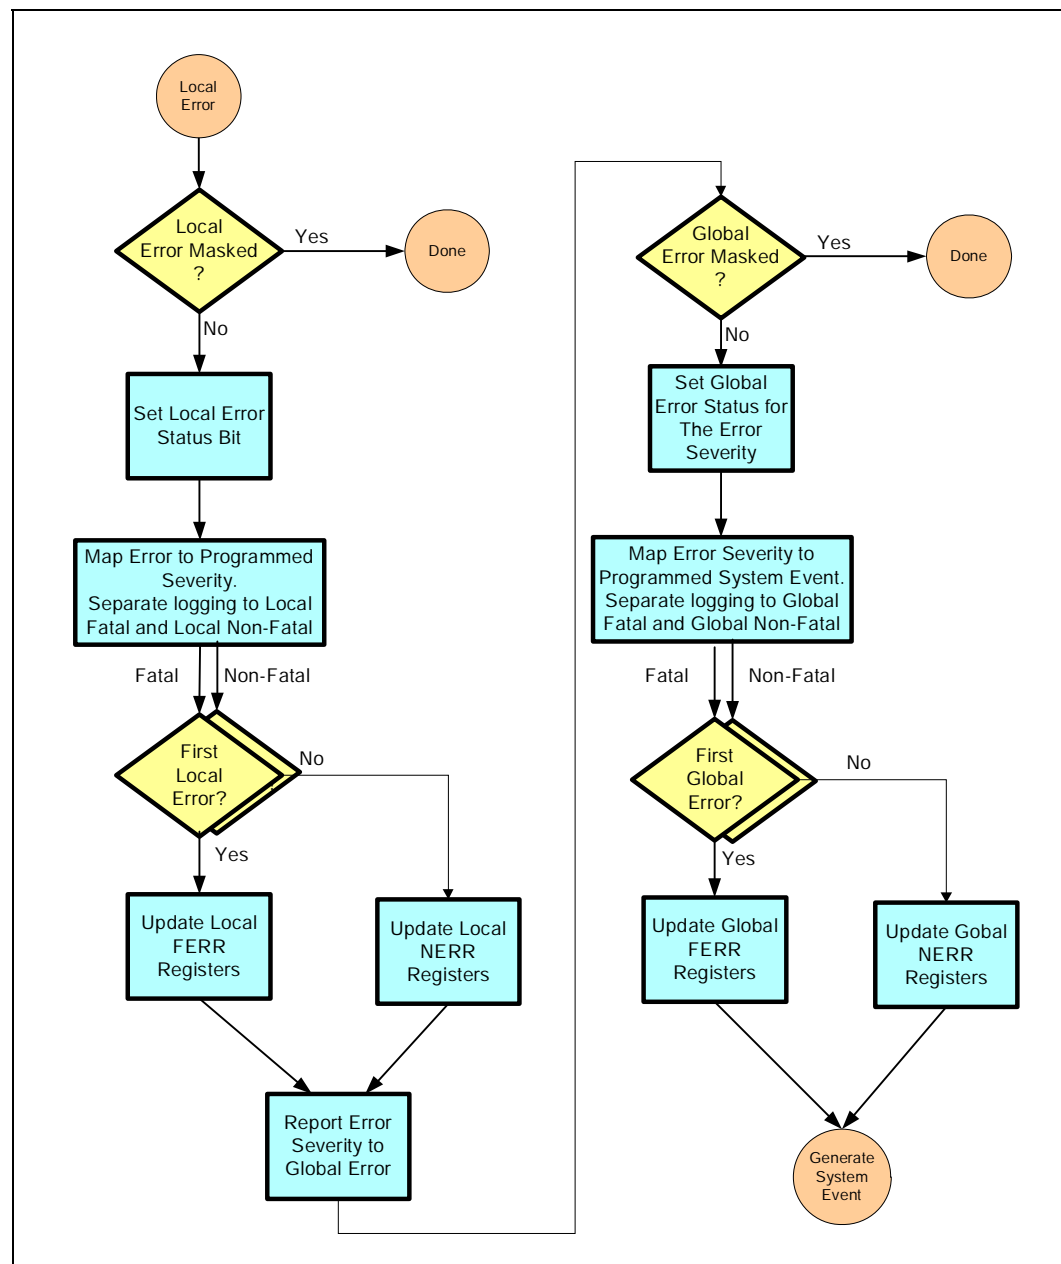 Local
Error
Local
Error Masked
?
Yes
Done
No
Set Local Error
Status Bit
Map Error to Programmed
Severity.
Separate logging to Local
Fatal and Local Non-Fatal
Fatal
Non-Fatal
First
Local
Error?
No
Yes
Update Local
FERR
Registers
Update Local
NERR
Registers
Report Error
Severity to
Global Error
Global
Error Masked
?
Yes
Done
No
Set Global
Error Status for
The Error
Severity
Map Error Severity to
Programmed System Event.
Separate logging to Global
Fatal and Global Non-Fatal
Fatal
Non-Fatal
First
Global
Error?
No
Yes
Update Global
FERR
Registers
Update Gobal
NERR
Registers
Generate
System
Event